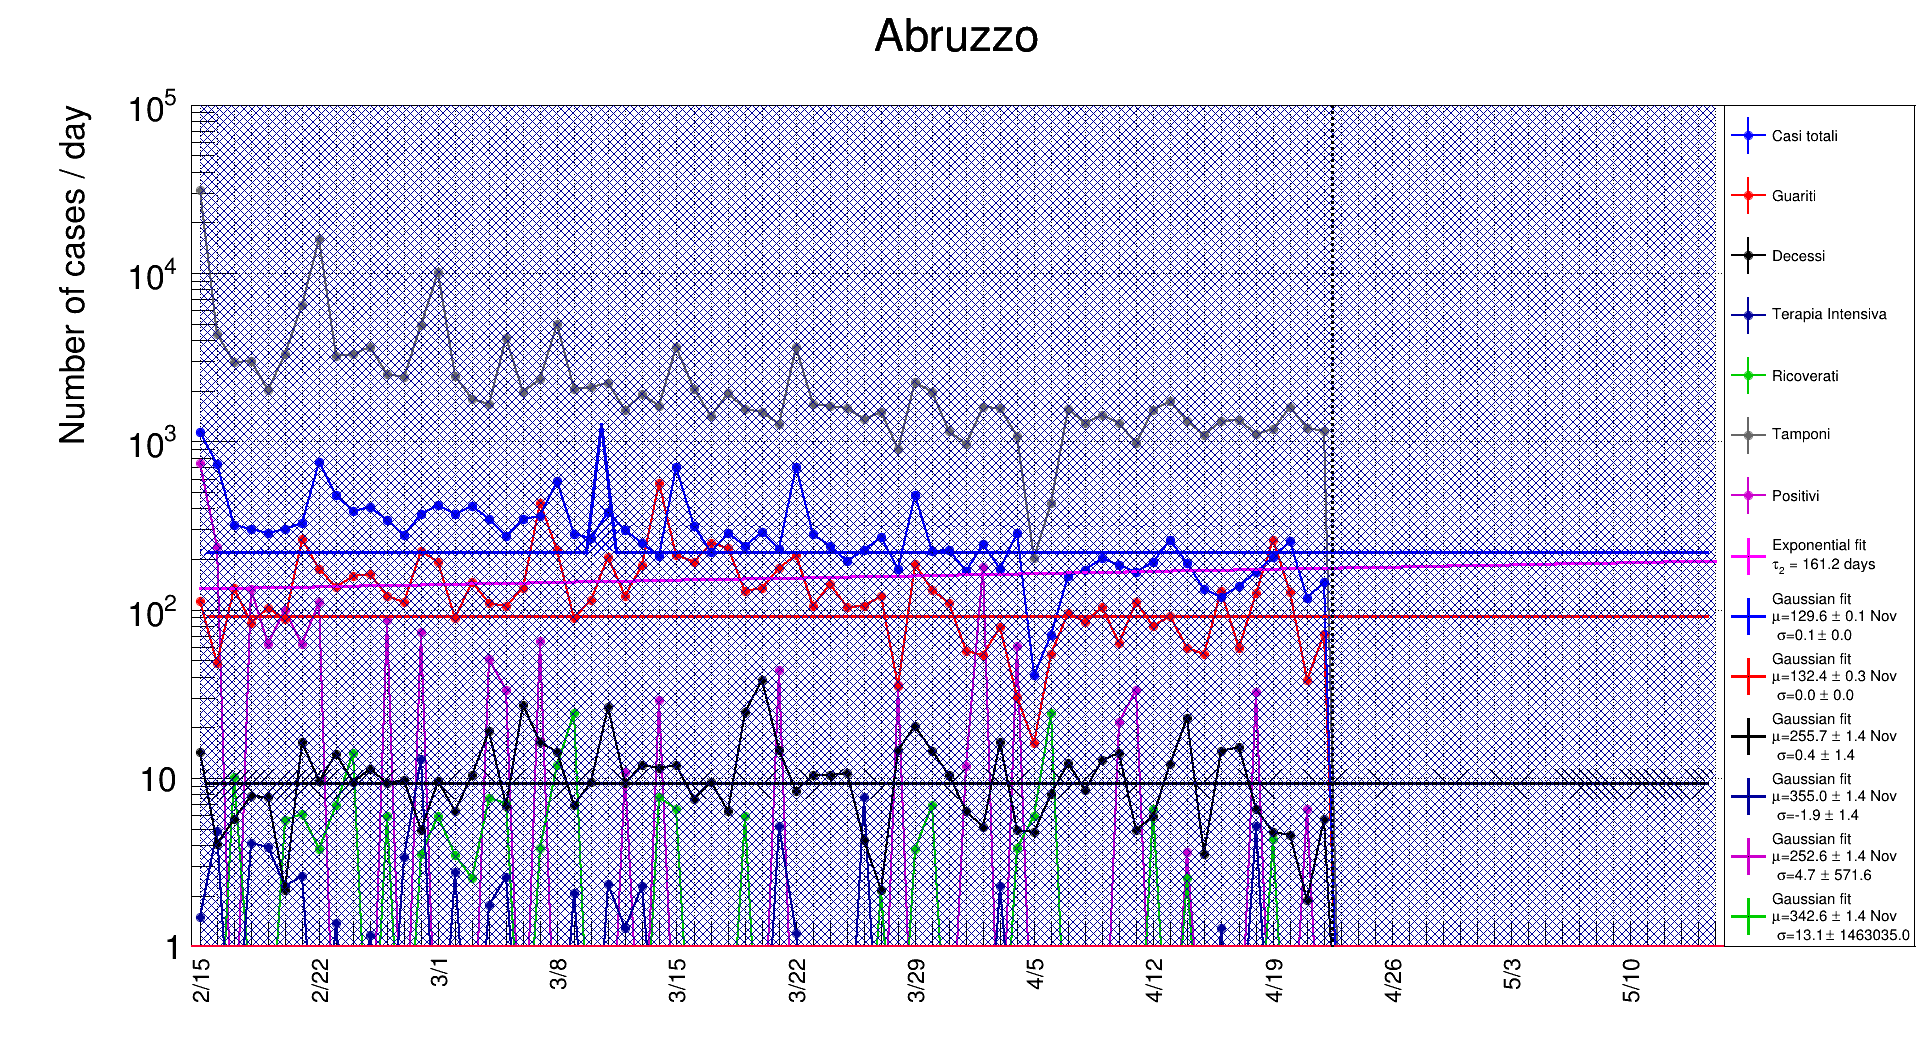 Abruzzo
Number of cases / day
10^5
10^4
10^3
10^2
10
1
2/15
2/22
3/1
3/8
3/15
3/22
3/29
4/5
4/12
4/19
4/26
5/3
5/10
Casi totali
Guariti
Decessi
Terapia Intensiva
Ricoverati
Tamponi
Positivi
Exponential fit
τ₂ = 161.2 days
Gaussian fit
μ=129.6 ± 0.1 Nov
σ=0.1 ± 0.0
Gaussian fit
μ=132.4 ± 0.3 Nov
σ=0.0 ± 0.0
Gaussian fit
μ=255.7 ± 1.4 Nov
σ=0.4 ± 1.4
Gaussian fit
μ=355.0 ± 1.4 Nov
σ=-1.9 ± 1.4
Gaussian fit
μ=252.6 ± 1.4 Nov
σ=4.7 ± 571.6
Gaussian fit
μ=342.6 ± 1.4 Nov
σ=13.1 ± 1463035.0